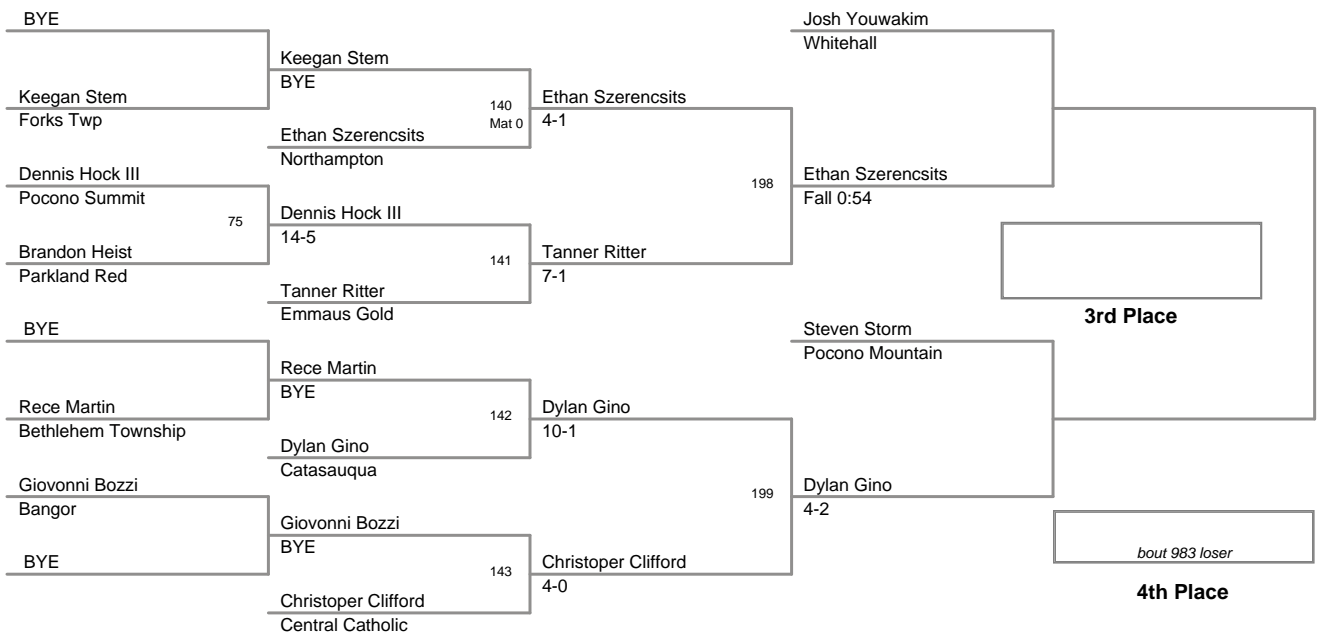 BYE
Keegan Stem
Forks Twp
Dennis Hock III
Pocono Summit
75
Brandon Heist
Parkland Red
BYE
Rece Martin
Bethlehem Township
Giovonni Bozzi
Bangor
BYE
Keegan Stem
BYE
140
Mat 0
Ethan Szerencsits
Northampton
Dennis Hock III
14-5
141
Tanner Ritter
Emmaus Gold
Rece Martin
BYE
142
Dylan Gino
Catasauqua
Giovonni Bozzi
BYE
143
Christoper Clifford
Central Catholic
Ethan Szerencsits
4-1
198
Tanner Ritter
7-1
Dylan Gino
10-1
199
Christoper Clifford
4-0
Josh Youwakim
Whitehall
Ethan Szerencsits
Fall 0:54
Steven Storm
Pocono Mountain
Dylan Gino
4-2
3rd Place
bout 983 loser
4th Place